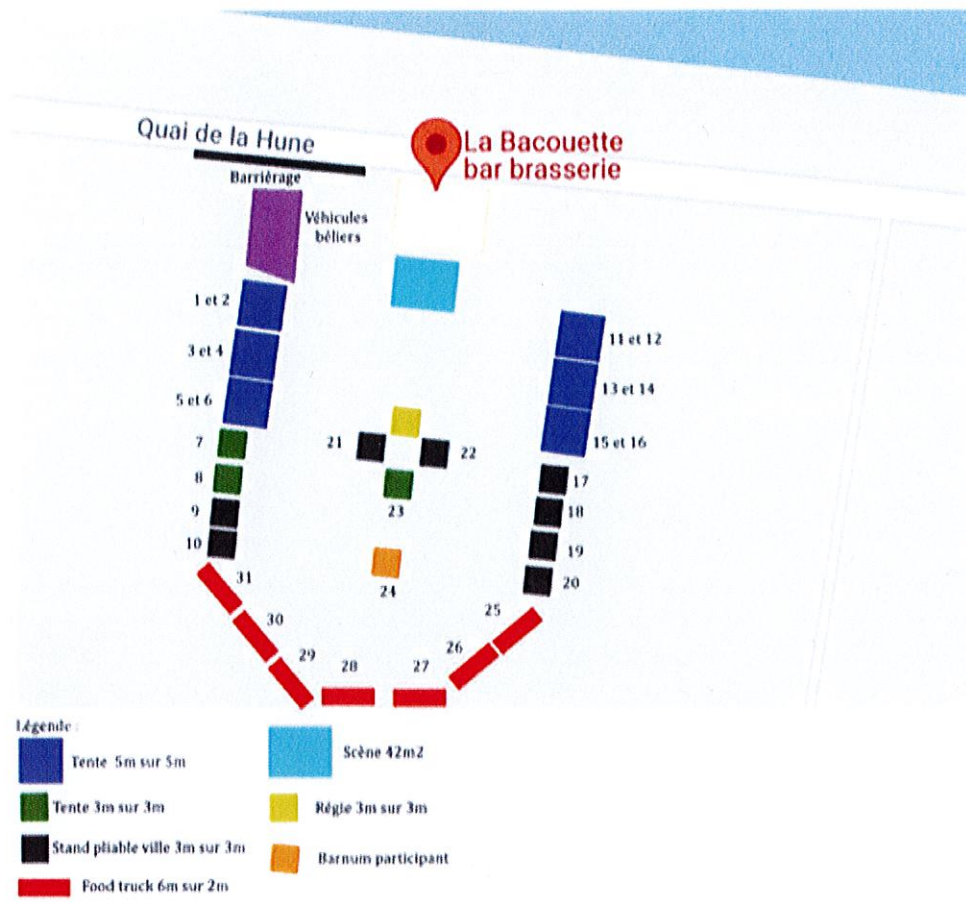 Quai de la Hune
La Bacouette
bar brasserie
Barriérage
Véhicules
béliers
1 et 2
3 et 4
5 et 6
7
8
9
10
11 et 12
13 et 14
15 et 16
17
18
19
20
21
22
23
24
25
26
27
28
29
30
31
Légende :
Tente 5m sur 5m
Tente 3m sur 3m
Stand pliable ville 3m sur 3m
Food truck 6m sur 2m
Scène 42m2
Régie 3m sur 3m
Barnum participant